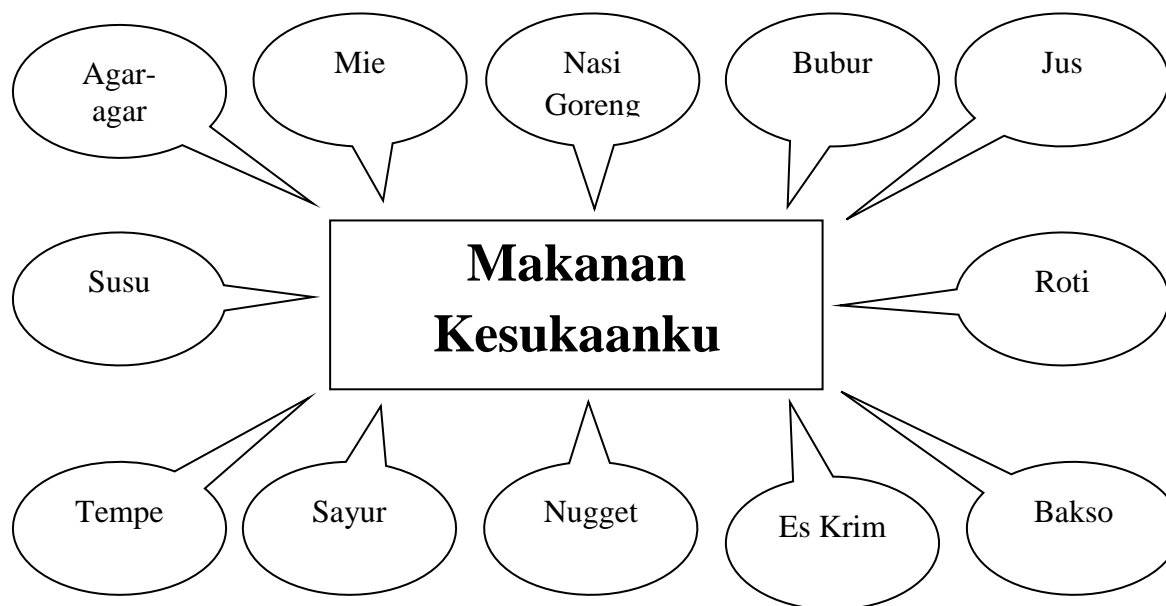 Agar-
agar
Mie
Nasi
Goreng
Bubur
Jus
Susu
Makanan
Kesukaanku
Roti
Tempe
Sayur
Nugget
Es Krim
Bakso